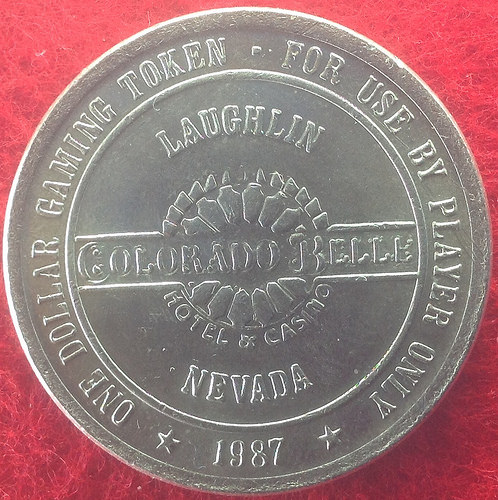 ONE DOLLAR GAMING TOKEN · FOR USE BY PLAYER ONLY
LAUGHLIN
COLORADO BELLE
HOTEL & CASINO
NEVADA
★ 1987 ★